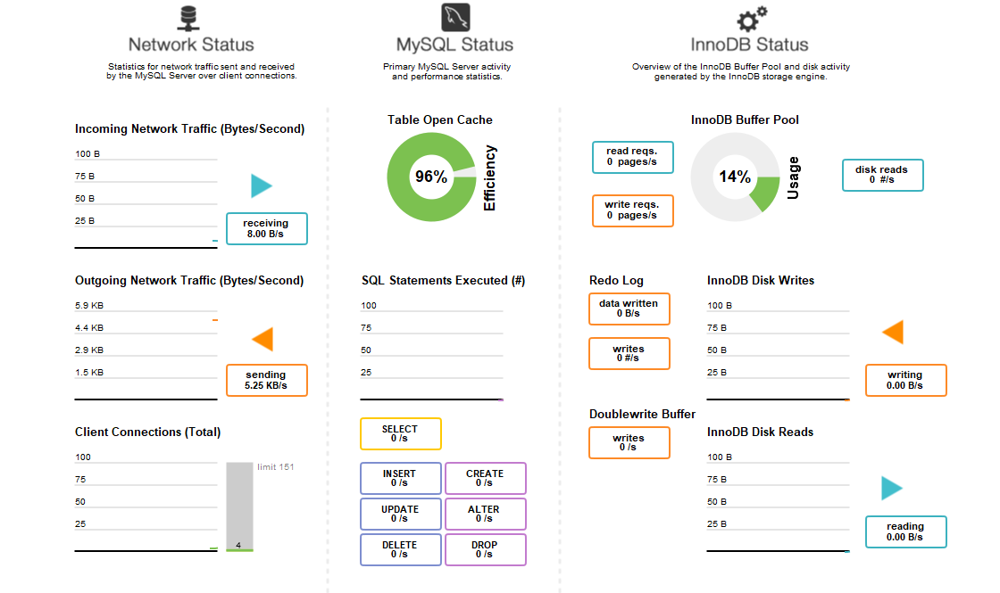 Network Status
Statistics for network traffic sent and received
by the MySQL Server over client connections.
Incoming Network Traffic (Bytes/Second)
100 B
75 B
50 B
25 B
receiving
8.00 B/s
Outgoing Network Traffic (Bytes/Second)
5.9 KB
4.4 KB
2.9 KB
1.5 KB
sending
5.25 KB/s
Client Connections (Total)
100
75
50
25
limit 151
4
MySQL Status
Primary MySQL Server activity
and performance statistics.
Table Open Cache
96%
Efficiency
SQL Statements Executed (#)
100
75
50
25
SELECT
0 /s
INSERT
0 /s
CREATE
0 /s
UPDATE
0 /s
ALTER
0 /s
DELETE
0 /s
DROP
0 /s
InnoDB Status
Overview of the InnoDB Buffer Pool and disk activity
generated by the InnoDB storage engine.
InnoDB Buffer Pool
read reqs.
0 pages/s
write reqs.
0 pages/s
14%
Usage
disk reads
0 #/s
Redo Log
data written
0 B/s
writes
0 #/s
Doublewrite Buffer
writes
0 /s
InnoDB Disk Writes
100 B
75 B
50 B
25 B
writing
0.00 B/s
InnoDB Disk Reads
100 B
75 B
50 B
25 B
reading
0.00 B/s